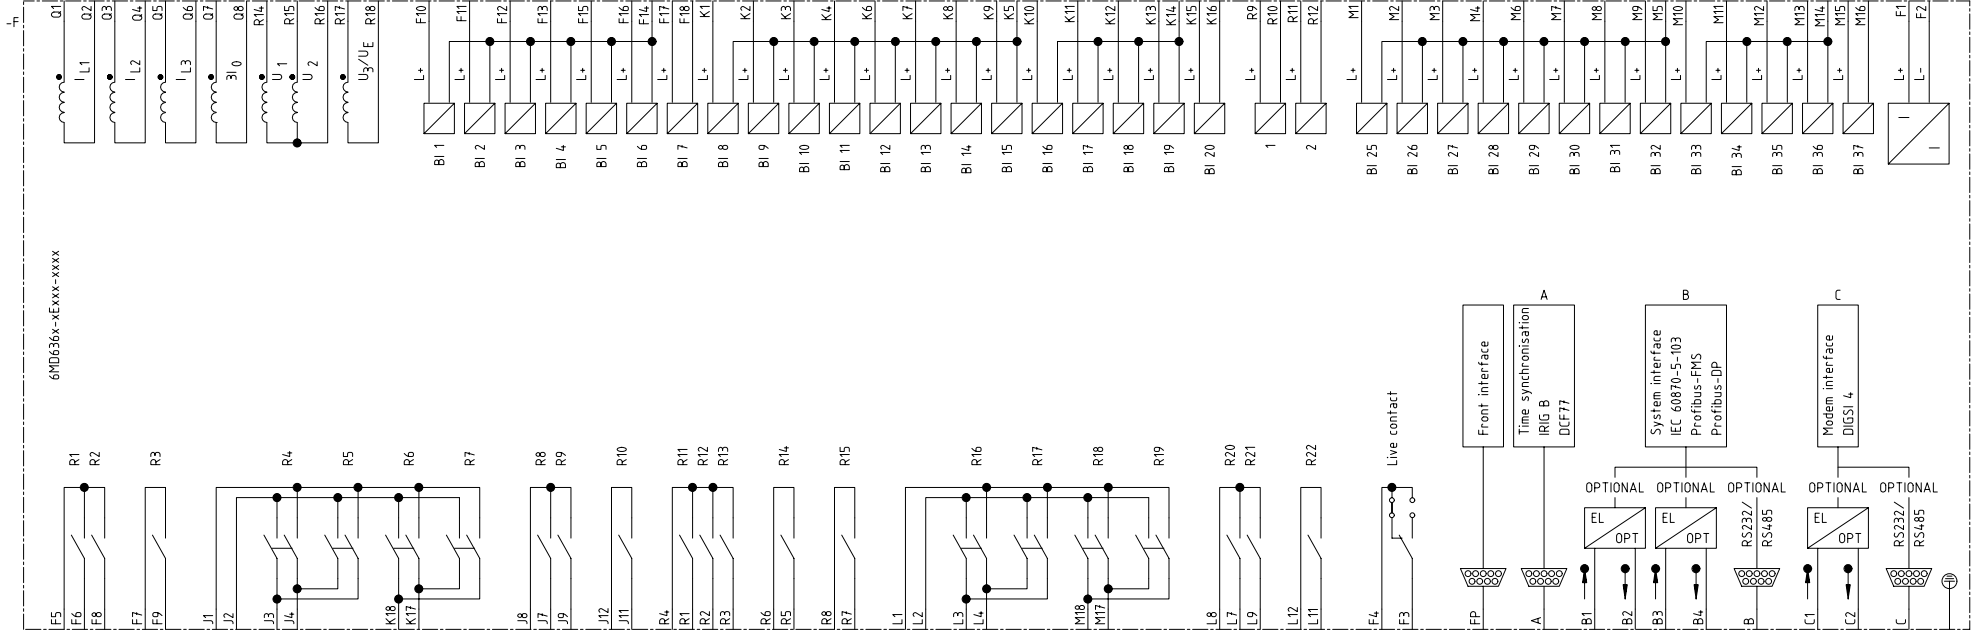 -F
Q1 Q2 Q3 Q4 Q5 Q6 Q7 Q8 R14 R15 R16 R17 R18
F10 F11 F12 F13 F15 F16 F14 F17 F18 K1 K2 K3 K4 K6 K7 K8 K9 K5 K10 K11 K12 K13 K14 K15 K16
R9 R10 R11 R12
M1 M2 M3 M4 M6 M7 M8 M9 M5 M10 M11 M12 M13 M14 M15 M16
F1 F2
IL1 IL2 IL3 3I0 U1 U2 U3/UE
L+ L+ L+ L+ L+ L+ L+ L+ L+ L+ L+ L+ L+ L+ L+ L+ L+ L+ L+ L+
L+ L+ L+ L+ L+ L+ L+ L+ L+ L+ L+ L+ L+
L+ L-
BI 1 BI 2 BI 3 BI 4 BI 5 BI 6 BI 7 BI 8 BI 9 BI 10 BI 11 BI 12 BI 13 BI 14 BI 15 BI 16 BI 17 BI 18 BI 19 BI 20
1 2
BI 25 BI 26 BI 27 BI 28 BI 29 BI 30 BI 31 BI 32 BI 33 BI 34 BI 35 BI 36 BI 37
6MD636x-xExxx-xxxx
R1 R2 R3 R4 R5 R6 R7 R8 R9 R10 R11 R12 R13 R14 R15 R16 R17 R18 R19 R20 R21 R22
Live contact
Front interface
A
Time synchronisation
IRIG B
DCF77
B
System interface
IEC 60870-5-103
Profibus-FMS
Profibus-DP
C
Modem interface
DIGSI 4
OPTIONAL OPTIONAL OPTIONAL OPTIONAL OPTIONAL
EL
OPT
EL
OPT
RS232/
RS485
EL
OPT
RS232/
RS485
F5 F6 F8 F7 F9 J1 J2 J3 J4 K18 K17 J8 J7 J9 J12 J11 R4 R1 R2 R3 R6 R5 R8 R7 L1 L2 L3 L4 M18 M17 L8 L7 L9 L12 L11 F4 F3 FP A B1 B2 B3 B4 B C1 C2 C